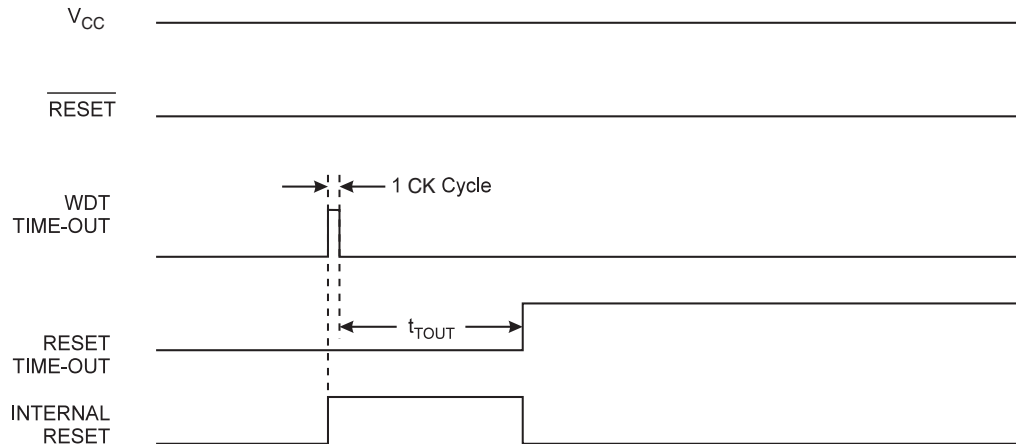 VCC
RESET
1 CK Cycle
WDT
TIME-OUT
tTOUT
RESET
TIME-OUT
INTERNAL
RESET